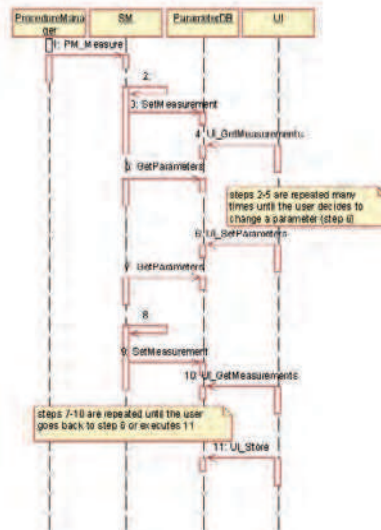 ProcedureMana
ger
SM
ParameterDB
UI
1: PM_Measure
2:
3: SetMeasurement
4: UI_GetMeasurements
5: GetParameters
steps 2-5 are repeated many
times until the user decides to
change a parameter (step 6)
6: UI_SetParameters
7: GetParameters
8:
9: SetMeasurement
10: UI_GetMeasurements
steps 7-10 are repeated until the user
goes back to step 6 or executes 11
11: UI_Store